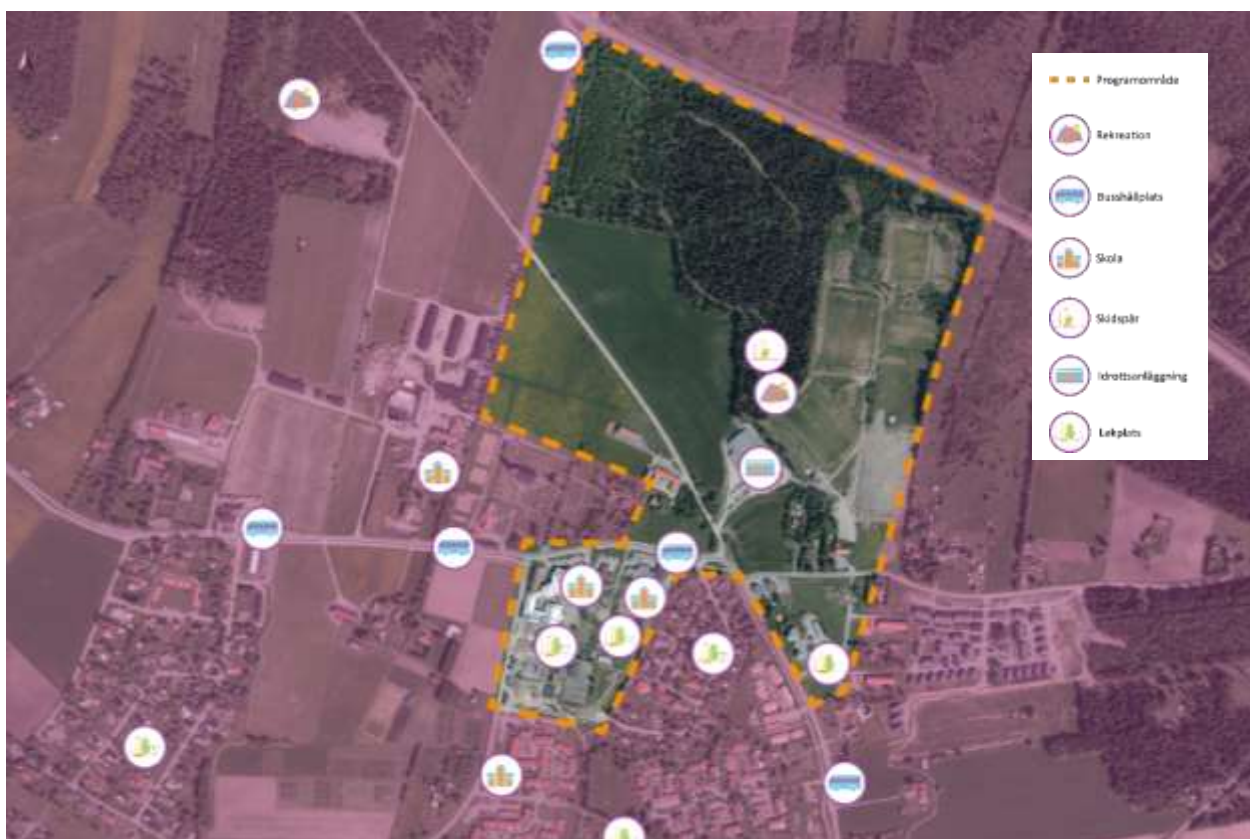 Programområde
Rekreation
Busshållplats
Skola
Skidspår
Idrottsanläggning
Lekplats